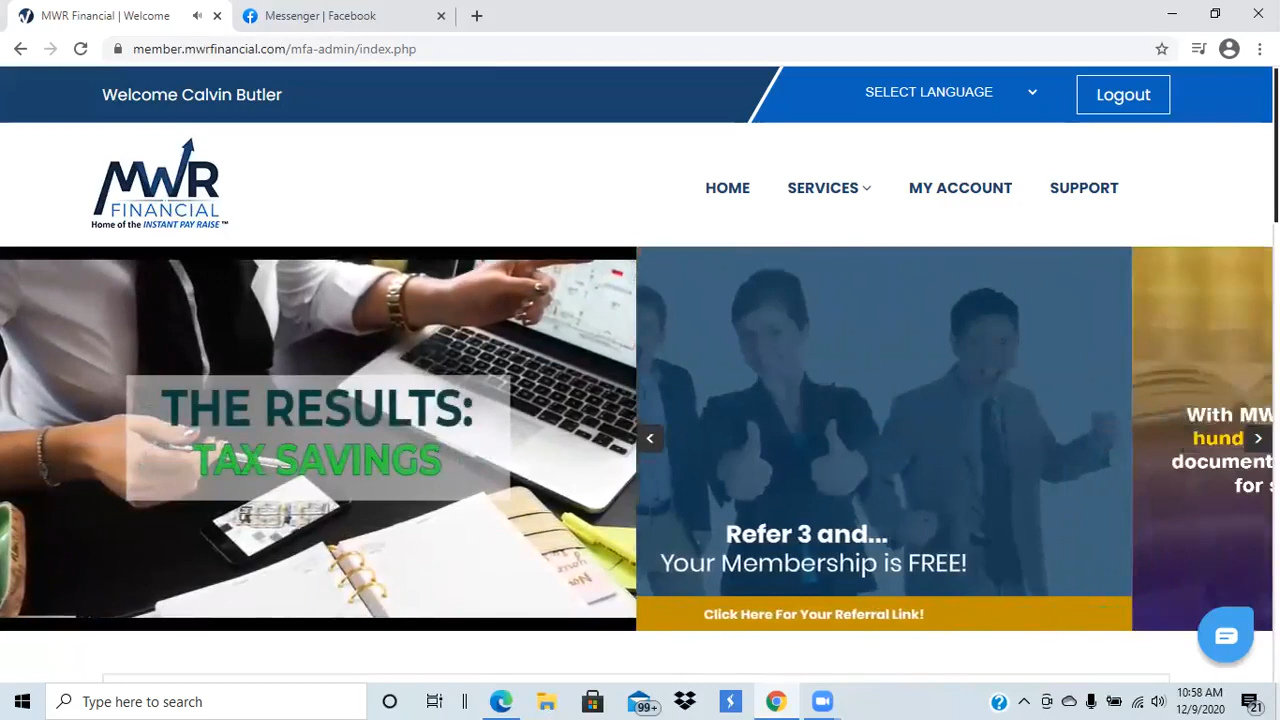 MWR Financial | Welcome
Messenger | Facebook
member.mwrfinancial.com/mfa-admin/index.php
Welcome Calvin Butler
SELECT LANGUAGE
Logout
MWR
FINANCIAL
Home of the INSTANT PAY RAISE™
HOME
SERVICES
MY ACCOUNT
SUPPORT
THE RESULTS:
TAX SAVINGS
Refer 3 and...
Your Membership is FREE!
Click Here For Your Referral Link!
With MW
hund
document
for s
Type here to search
99+
10:58 AM
12/9/2020
21